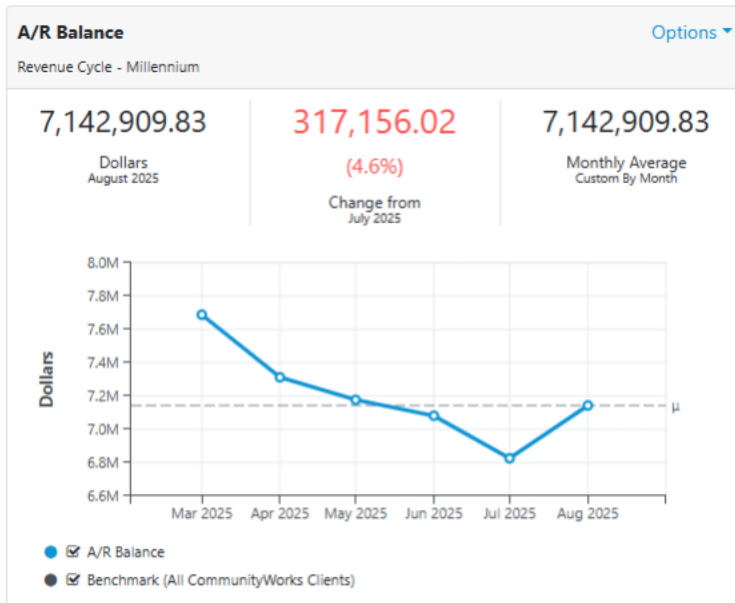 A/R Balance
Options
Revenue Cycle - Millennium
7,142,909.83
Dollars
August 2025
317,156.02
(4.6%)
Change from
July 2025
7,142,909.83
Monthly Average
Custom By Month
Dollars
8.0M
7.8M
7.6M
7.4M
7.2M
7.0M
6.8M
6.6M
μ
Mar 2025 Apr 2025 May 2025 Jun 2025 Jul 2025 Aug 2025
A/R Balance
Benchmark (All CommunityWorks Clients)